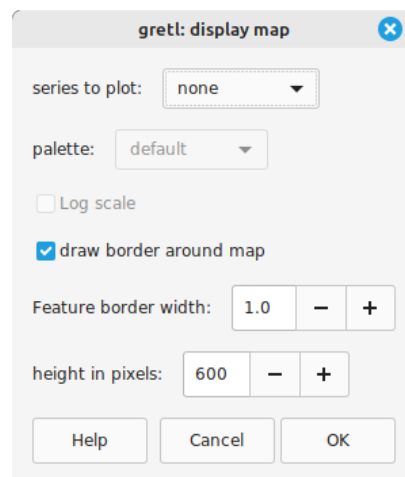 gretl: display map
series to plot: none
palette: default
Log scale
draw border around map
Feature border width: 1.0 − +
height in pixels: 600 − +
Help Cancel OK